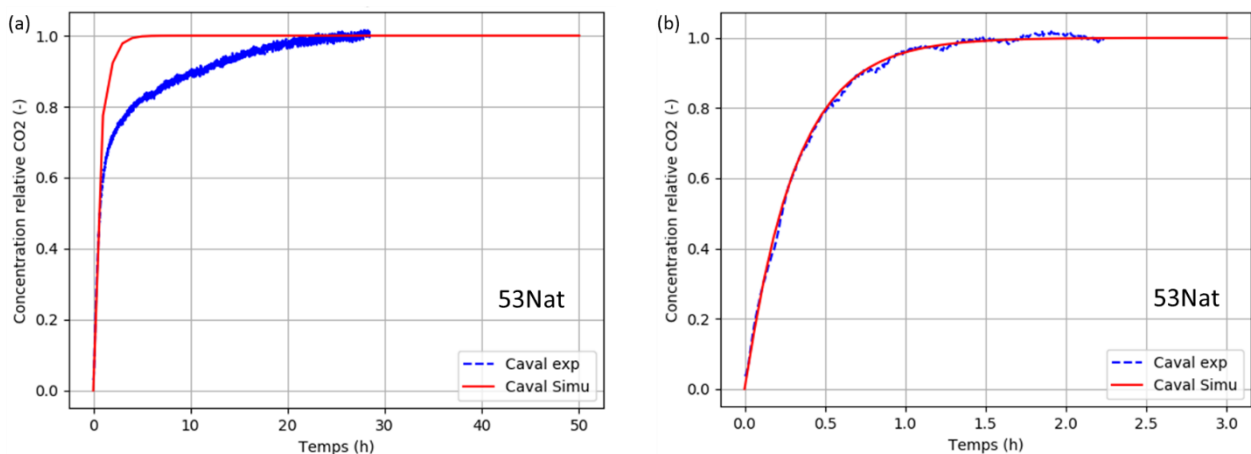 (a)
Concentration relative CO2 (-)
1.0
0.8
0.6
0.4
0.2
0.0
0
10
20
30
40
50
Temps (h)
53Nat
Caval exp
Caval Simu
(b)
Concentration relative CO2 (-)
1.0
0.8
0.6
0.4
0.2
0.0
0.0
0.5
1.0
1.5
2.0
2.5
3.0
Temps (h)
53Nat
Caval exp
Caval Simu